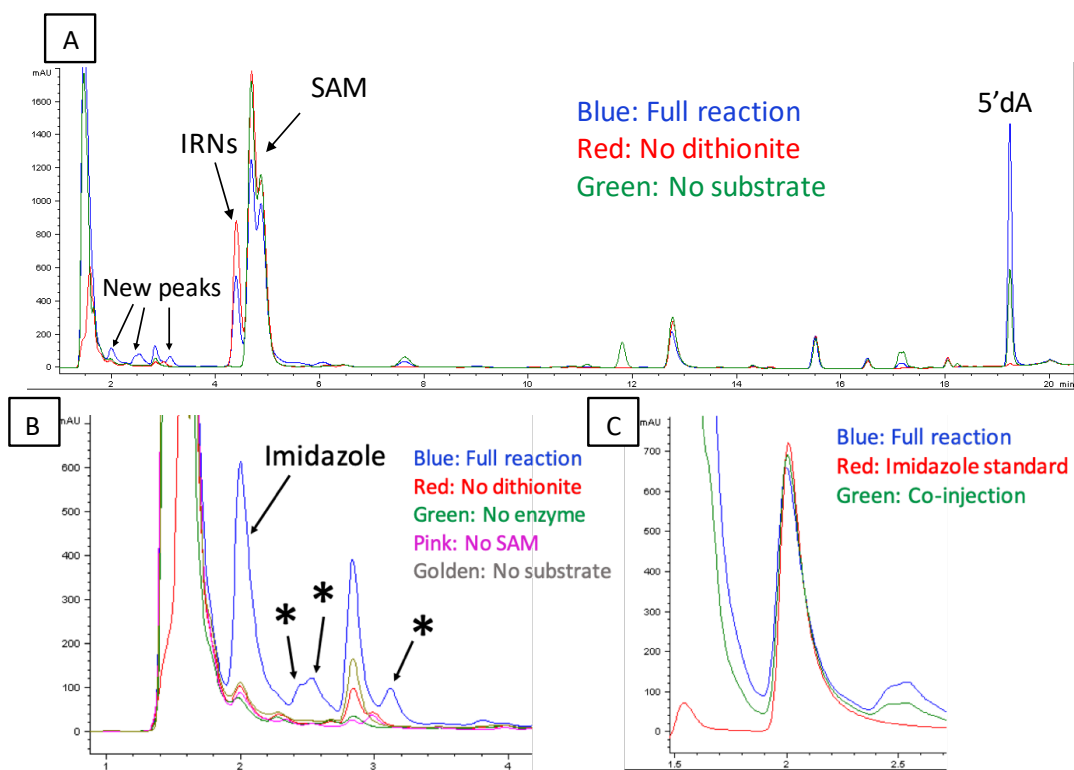 A
mAU
1600
1400
1200
1000
800
600
400
200
0
2
4
6
8
10
12
14
16
18
20
min
New peaks
IRNs
SAM
5'dA
Blue: Full reaction
Red: No dithionite
Green: No substrate
B
mAU
600
500
400
300
200
100
0
1
2
3
4
Imidazole
*
*
*
Blue: Full reaction
Red: No dithionite
Green: No enzyme
Pink: No SAM
Golden: No substrate
C
mAU
700
600
500
400
300
200
100
0
1.5
2
2.5
Blue: Full reaction
Red: Imidazole standard
Green: Co-injection